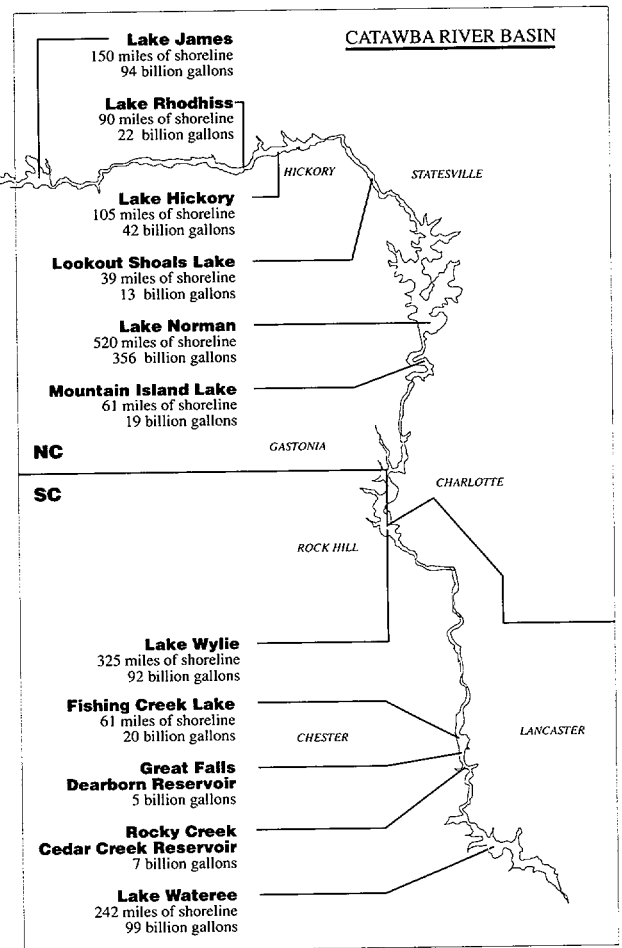 CATAWBA RIVER BASIN
Lake James
150 miles of shoreline
94 billion gallons
Lake Rhodhiss
90 miles of shoreline
22 billion gallons
HICKORY
STATESVILLE
Lake Hickory
105 miles of shoreline
42 billion gallons
Lookout Shoals Lake
39 miles of shoreline
13 billion gallons
Lake Norman
520 miles of shoreline
356 billion gallons
Mountain Island Lake
61 miles of shoreline
19 billion gallons
GASTONIA
NC
SC
CHARLOTTE
ROCK HILL
Lake Wylie
325 miles of shoreline
92 billion gallons
Fishing Creek Lake
61 miles of shoreline
20 billion gallons
CHESTER
LANCASTER
Great Falls
Dearborn Reservoir
5 billion gallons
Rocky Creek
Cedar Creek Reservoir
7 billion gallons
Lake Wateree
242 miles of shoreline
99 billion gallons